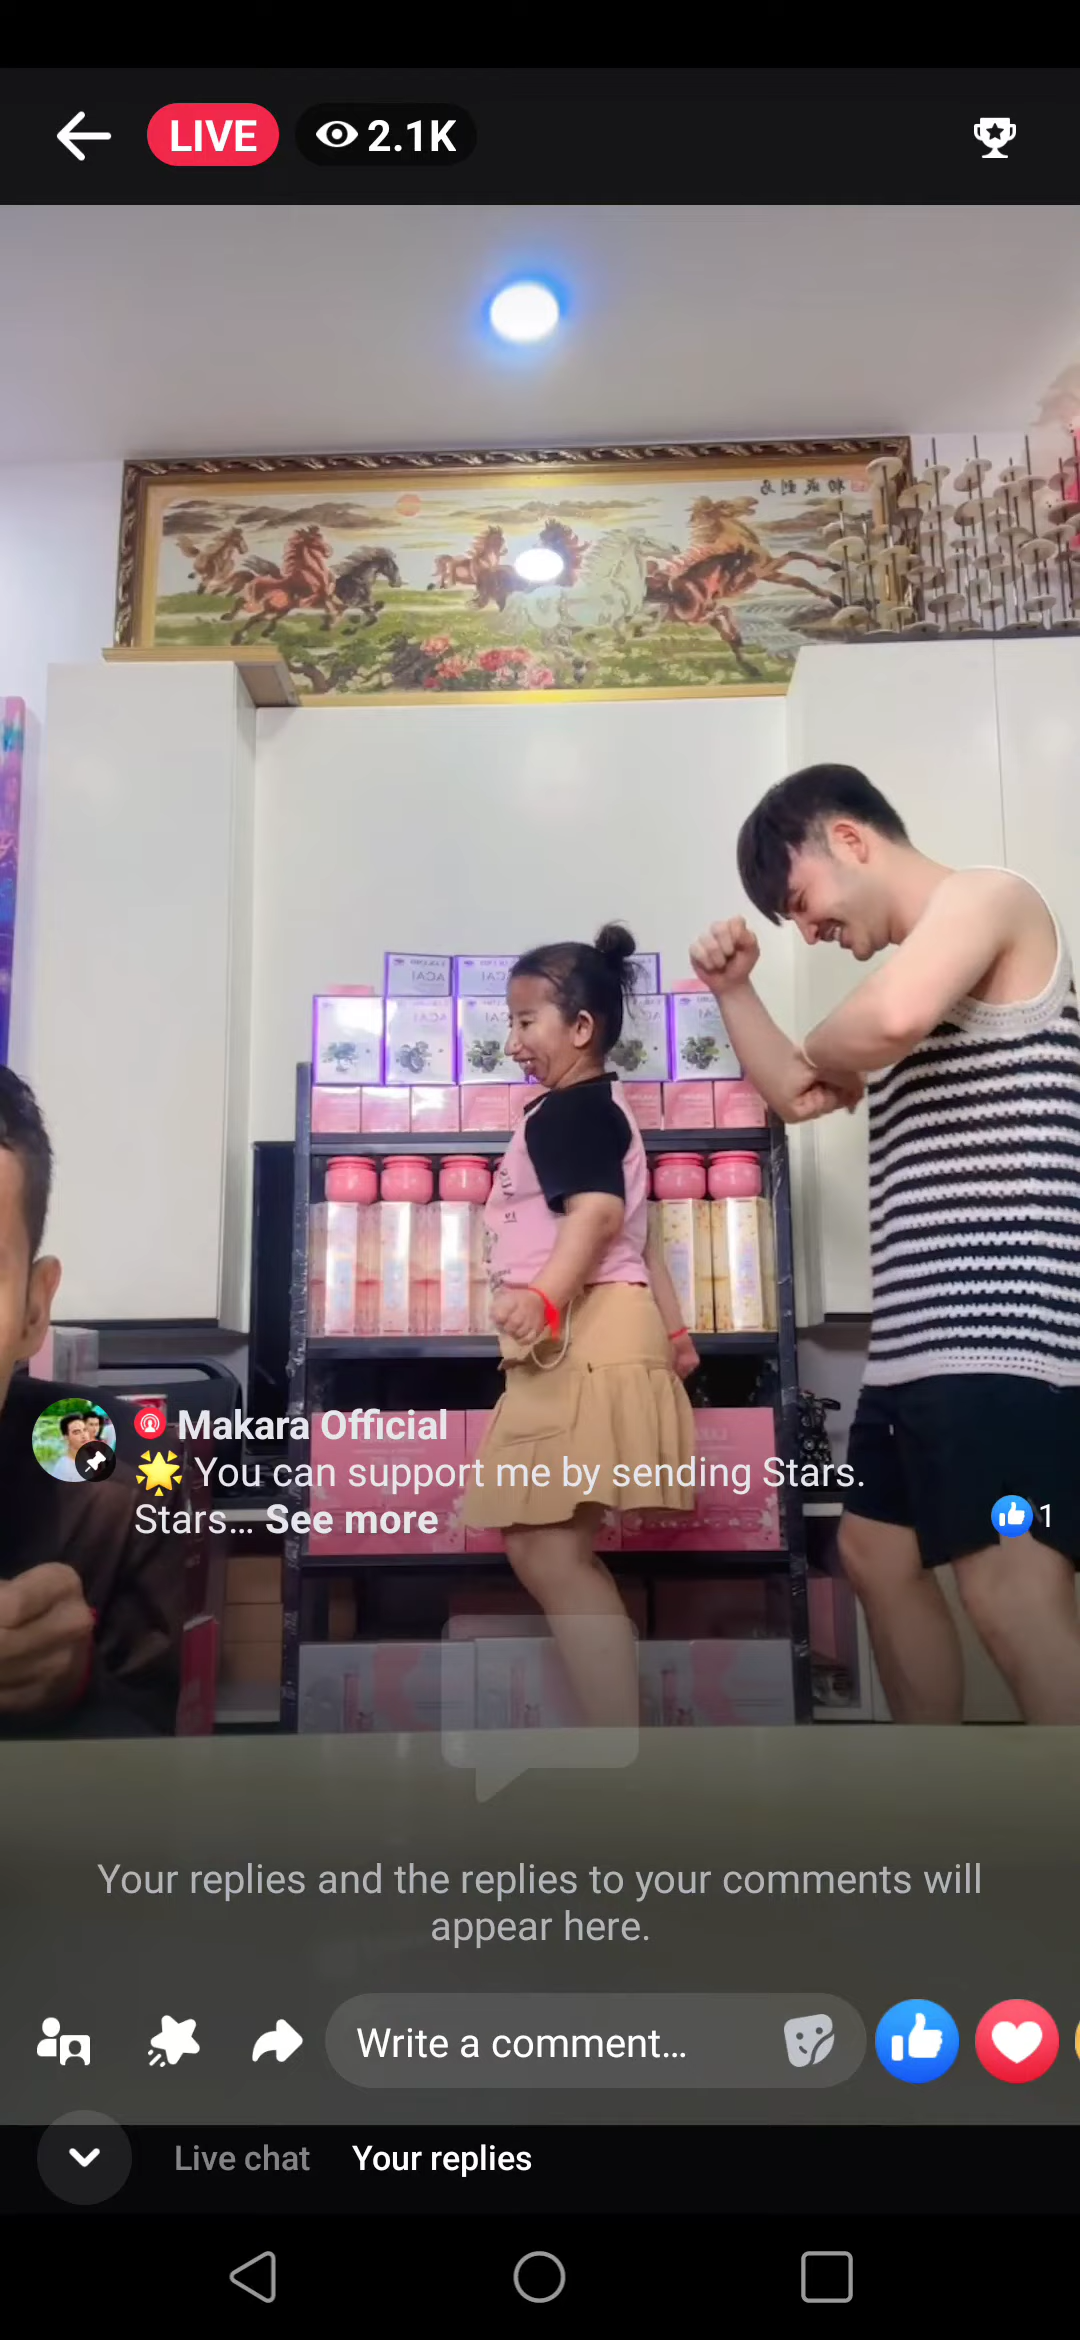 LIVE
2.1K
ACAI
Makara Official
🌟 You can support me by sending Stars.
Stars... See more
1
Your replies and the replies to your comments will
appear here.
Write a comment...
Live chat
Your replies